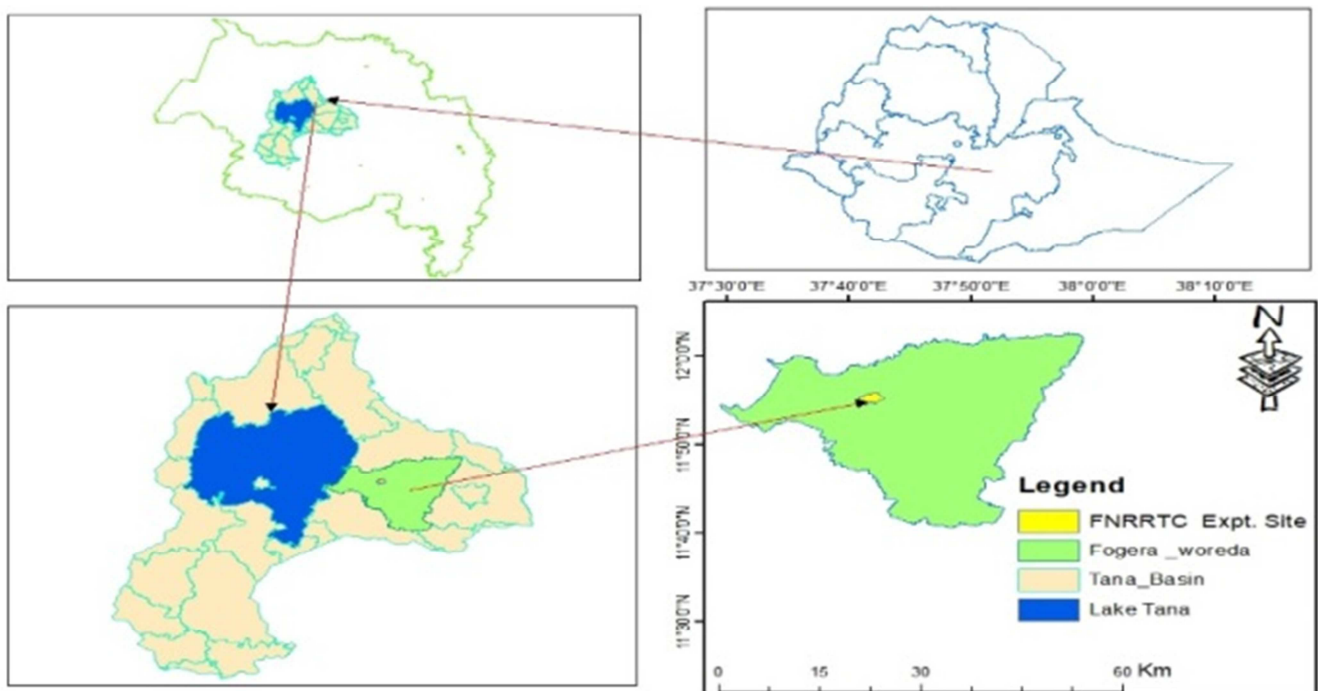 37°30'0"E 37°40'0"E 37°50'0"E 38°0'0"E 38°10'0"E
N
12°0'0"N
11°50'0"N
11°40'0"N
11°30'0"N
Legend
FNRRTC Expt. Site
Fogera _woreda
Tana_Basin
Lake Tana
0 15 30 60 Km